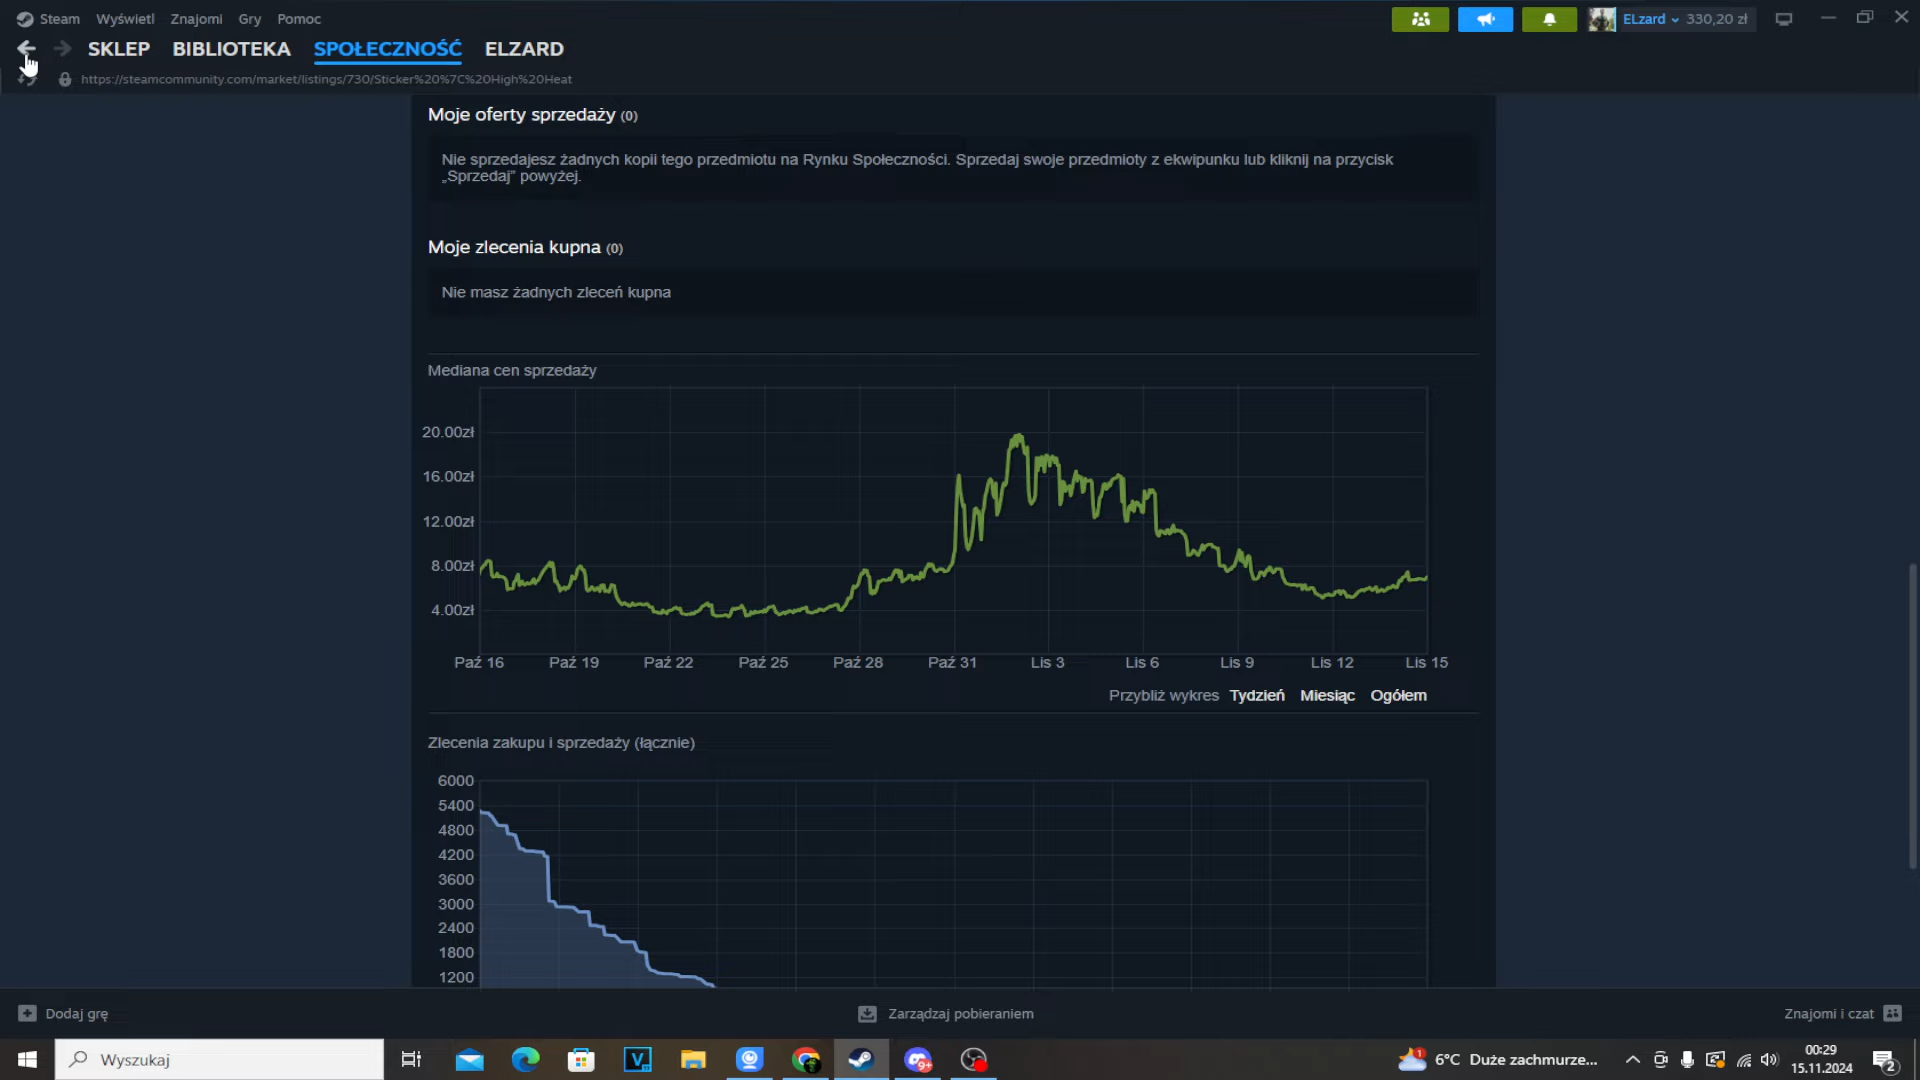 Steam Wyświetl Znajomi Gry Pomoc
ELzard 330,20 zł
SKLEP BIBLIOTEKA SPOŁECZNOŚĆ ELZARD
https://steamcommunity.com/market/listings/730/Sticker%20%7C%20High%20Heat
Moje oferty sprzedaży (0)
Nie sprzedajesz żadnych kopii tego przedmiotu na Rynku Społeczności. Sprzedaj swoje przedmioty z ekwipunku lub kliknij na przycisk
„Sprzedaj” powyżej.
Moje zlecenia kupna (0)
Nie masz żadnych zleceń kupna
Mediana cen sprzedaży
20.00zł
16.00zł
12.00zł
8.00zł
4.00zł
Paź 16 Paź 19 Paź 22 Paź 25 Paź 28 Paź 31 Lis 3 Lis 6 Lis 9 Lis 12 Lis 15
Przybliż wykres Tydzień Miesiąc Ogółem
Zlecenia zakupu i sprzedaży (łącznie)
6000
5400
4800
4200
3600
3000
2400
1800
1200
Dodaj grę Zarządzaj pobieraniem Znajomi i czat
Wyszukaj
V
9+
1
6°C Duże zachmurze...
00:29
15.11.2024
2